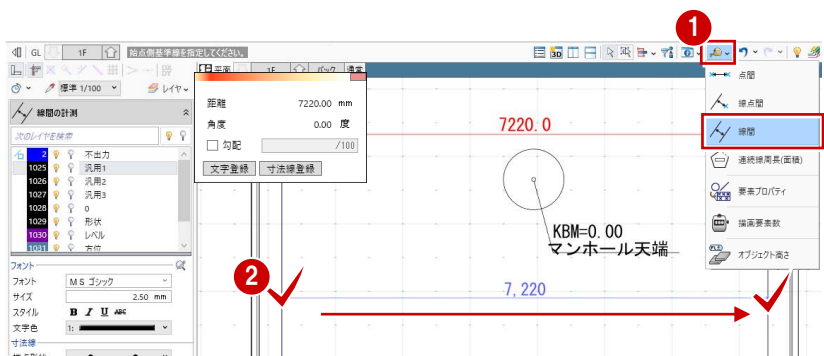 1
GL 1F 始点側基準線を指定してください。
平面 1F パック 通常
標準 1/100 レイヤ
線間の計測
次のレイヤを検索
2 不出力
1025 汎用1
1026 汎用2
1027 汎用3
1028 0
1029 形状
1030 レベル
1031 方位
フォント
フォント MS ゴシック
サイズ 2.50 mm
スタイル B I U ABC
文字色 1:
寸法線
距離 7220.00 mm
角度 0.00 度
勾配 /100
文字登録 寸法線登録
7220.0
KBM=0.00
マンホール天端
2
7,220
点間
線点間
線間
連続線周長(面積)
要素プロパティ
描画要素数
オブジェクト高さ